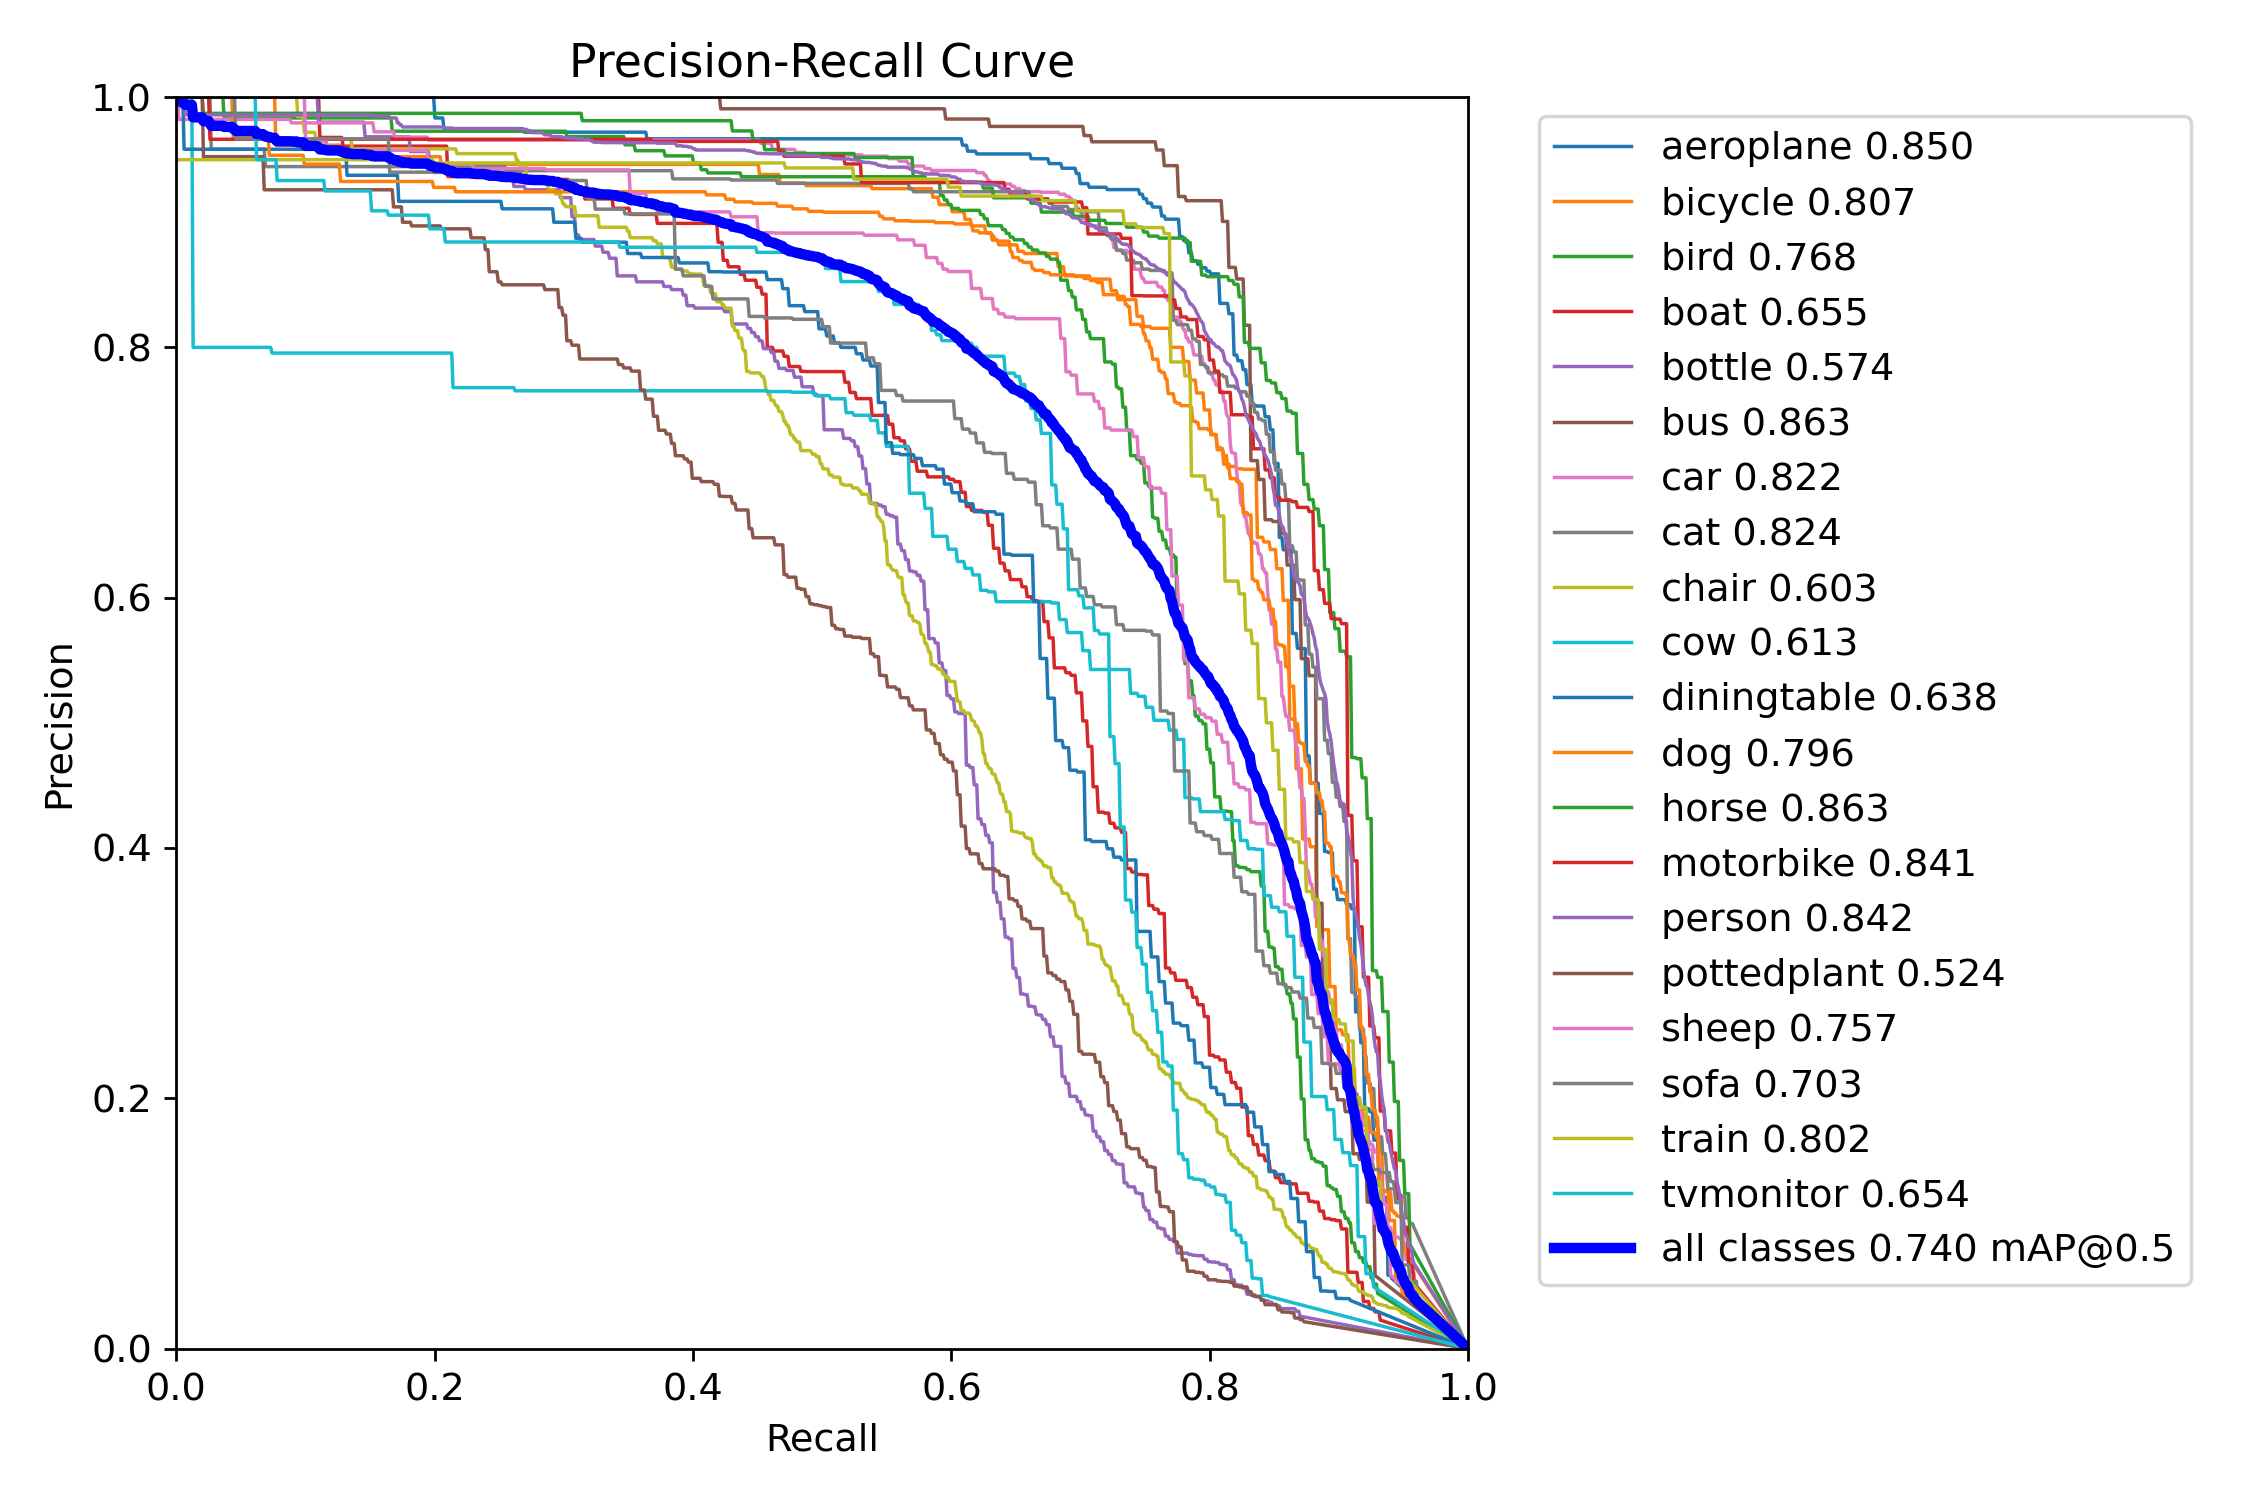 Precision-Recall Curve
1.0
0.8
0.6
0.4
0.2
0.0
Precision
0.0 0.2 0.4 0.6 0.8 1.0
Recall
aeroplane 0.850
bicycle 0.807
bird 0.768
boat 0.655
bottle 0.574
bus 0.863
car 0.822
cat 0.824
chair 0.603
cow 0.613
diningtable 0.638
dog 0.796
horse 0.863
motorbike 0.841
person 0.842
pottedplant 0.524
sheep 0.757
sofa 0.703
train 0.802
tvmonitor 0.654
all classes 0.740 mAP@0.5